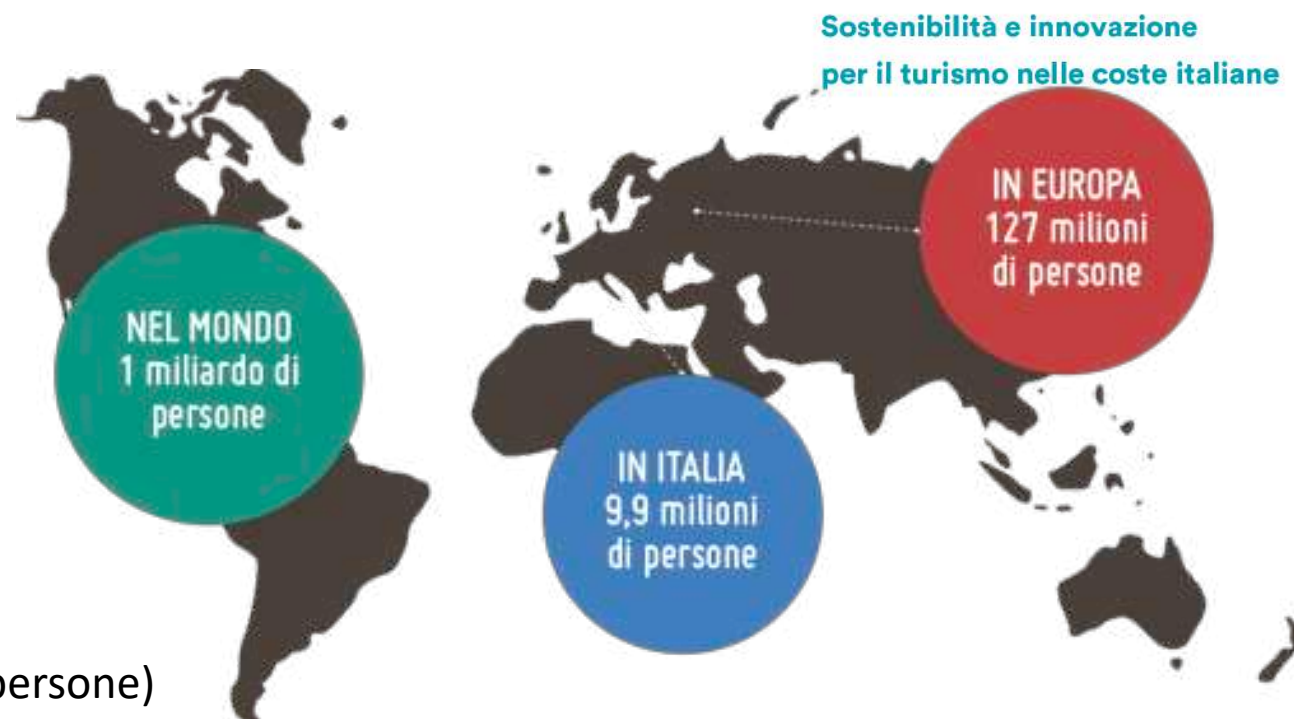 Sostenibilità e innovazione
per il turismo nelle coste italiane
IN EUROPA
127 milioni
di persone
NEL MONDO
1 miliardo di
persone
IN ITALIA
9,9 milioni
di persone
persone)